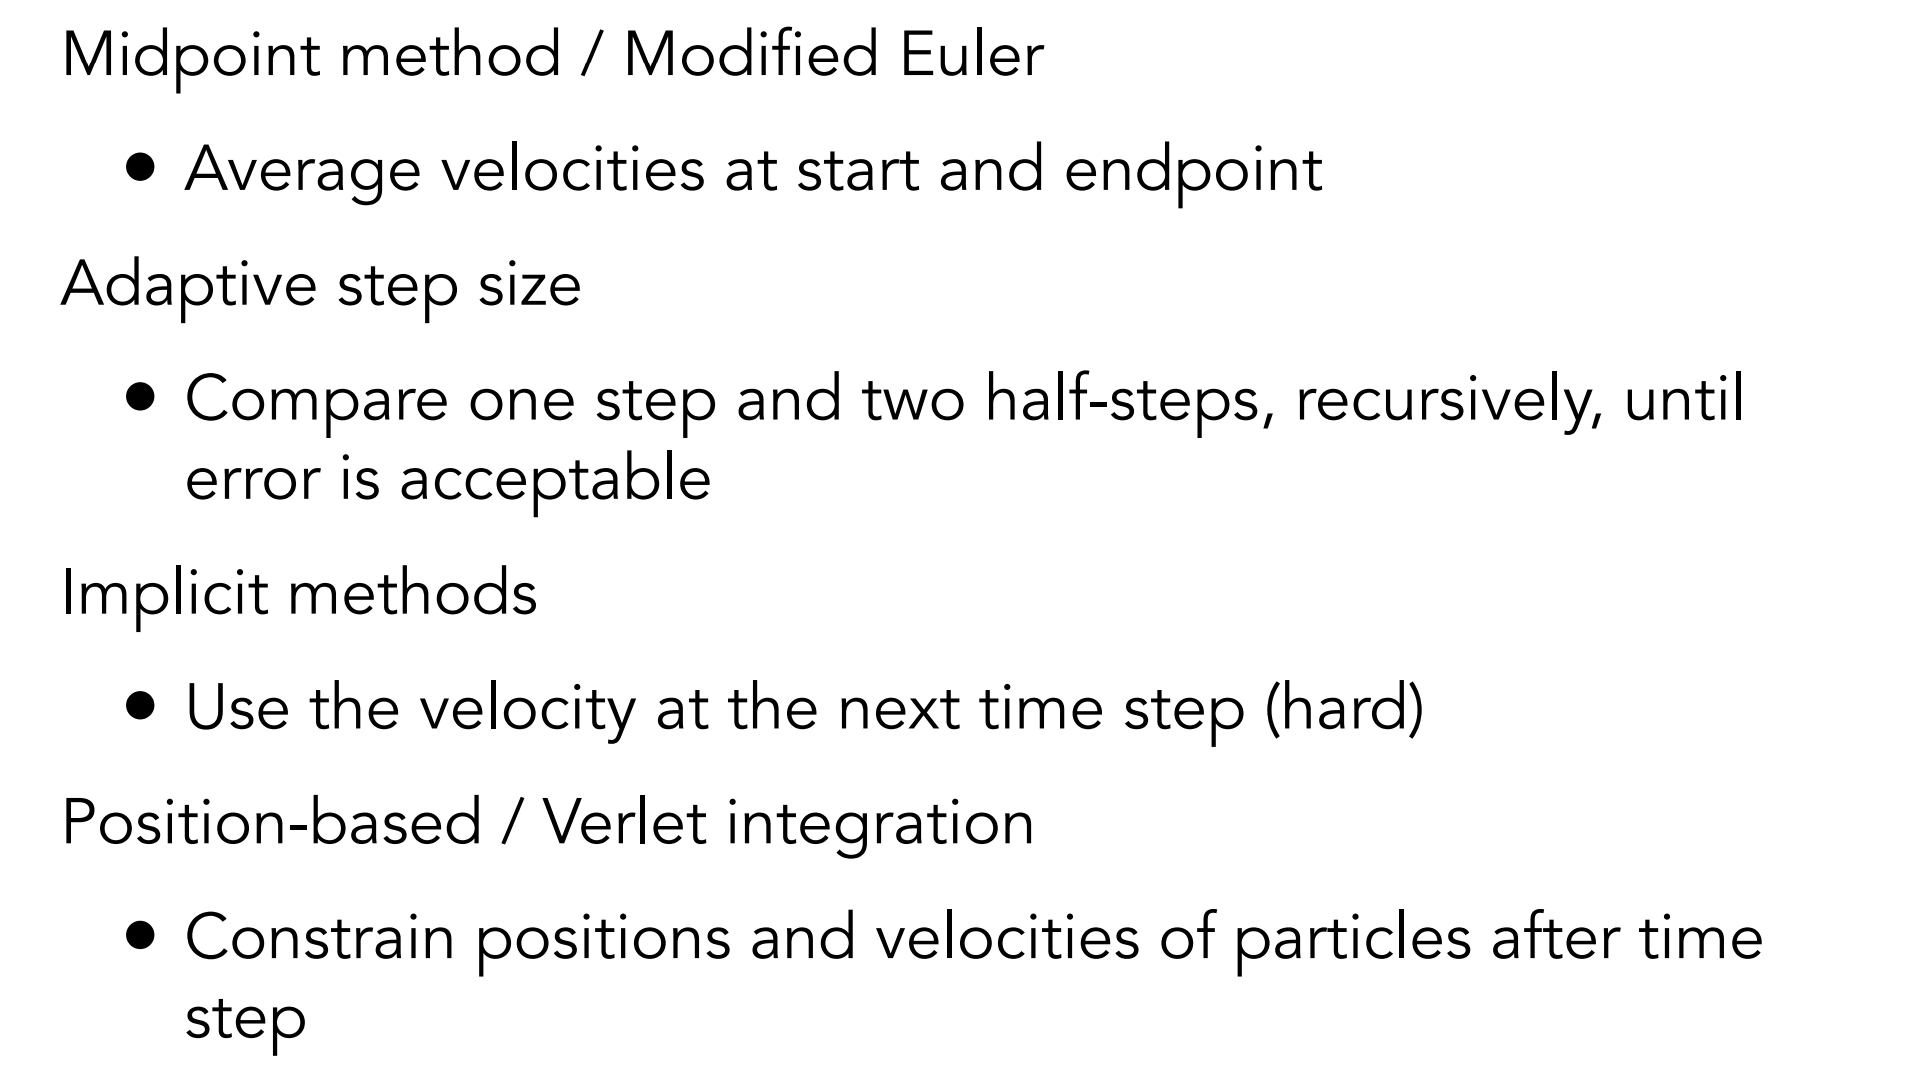 Midpoint method / Modified Euler
• Average velocities at start and endpoint
Adaptive step size
• Compare one step and two half-steps, recursively, until
error is acceptable
Implicit methods
• Use the velocity at the next time step (hard)
Position-based / Verlet integration
• Constrain positions and velocities of particles after time
step